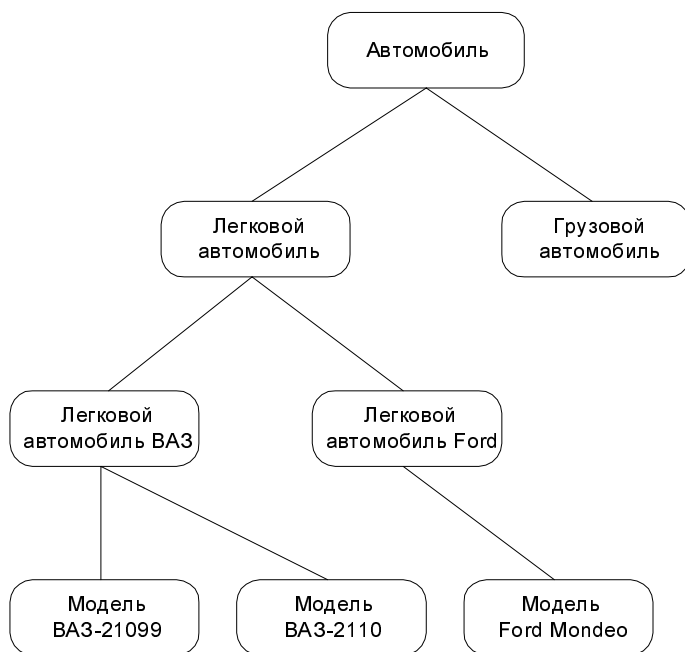 Автомобиль
Легковой
автомобиль
Грузовой
автомобиль
Легковой
автомобиль ВАЗ
Легковой
автомобиль Ford
Модель
ВАЗ-21099
Модель
ВАЗ-2110
Модель
Ford Mondeo